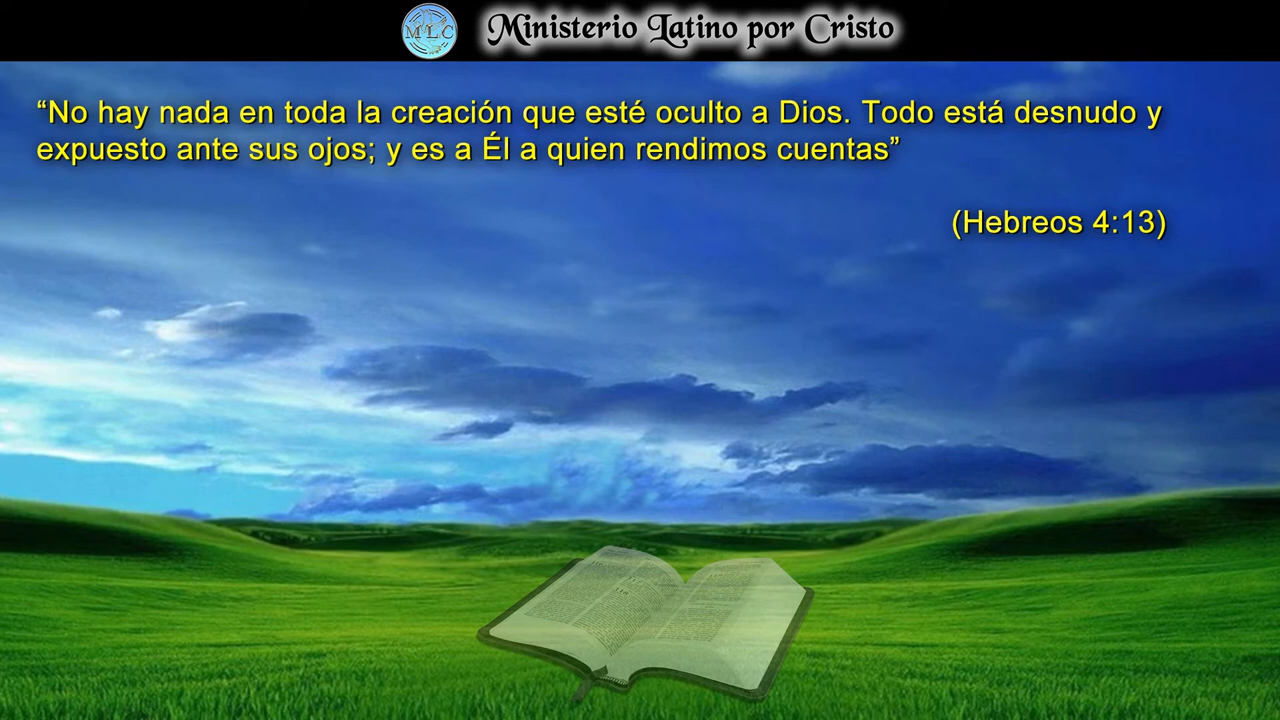 MLC
Ministerio Latino por Cristo
“No hay nada en toda la creación que esté oculto a Dios. Todo está desnudo y
expuesto ante sus ojos; y es a Él a quien rendimos cuentas”
(Hebreos 4:13)